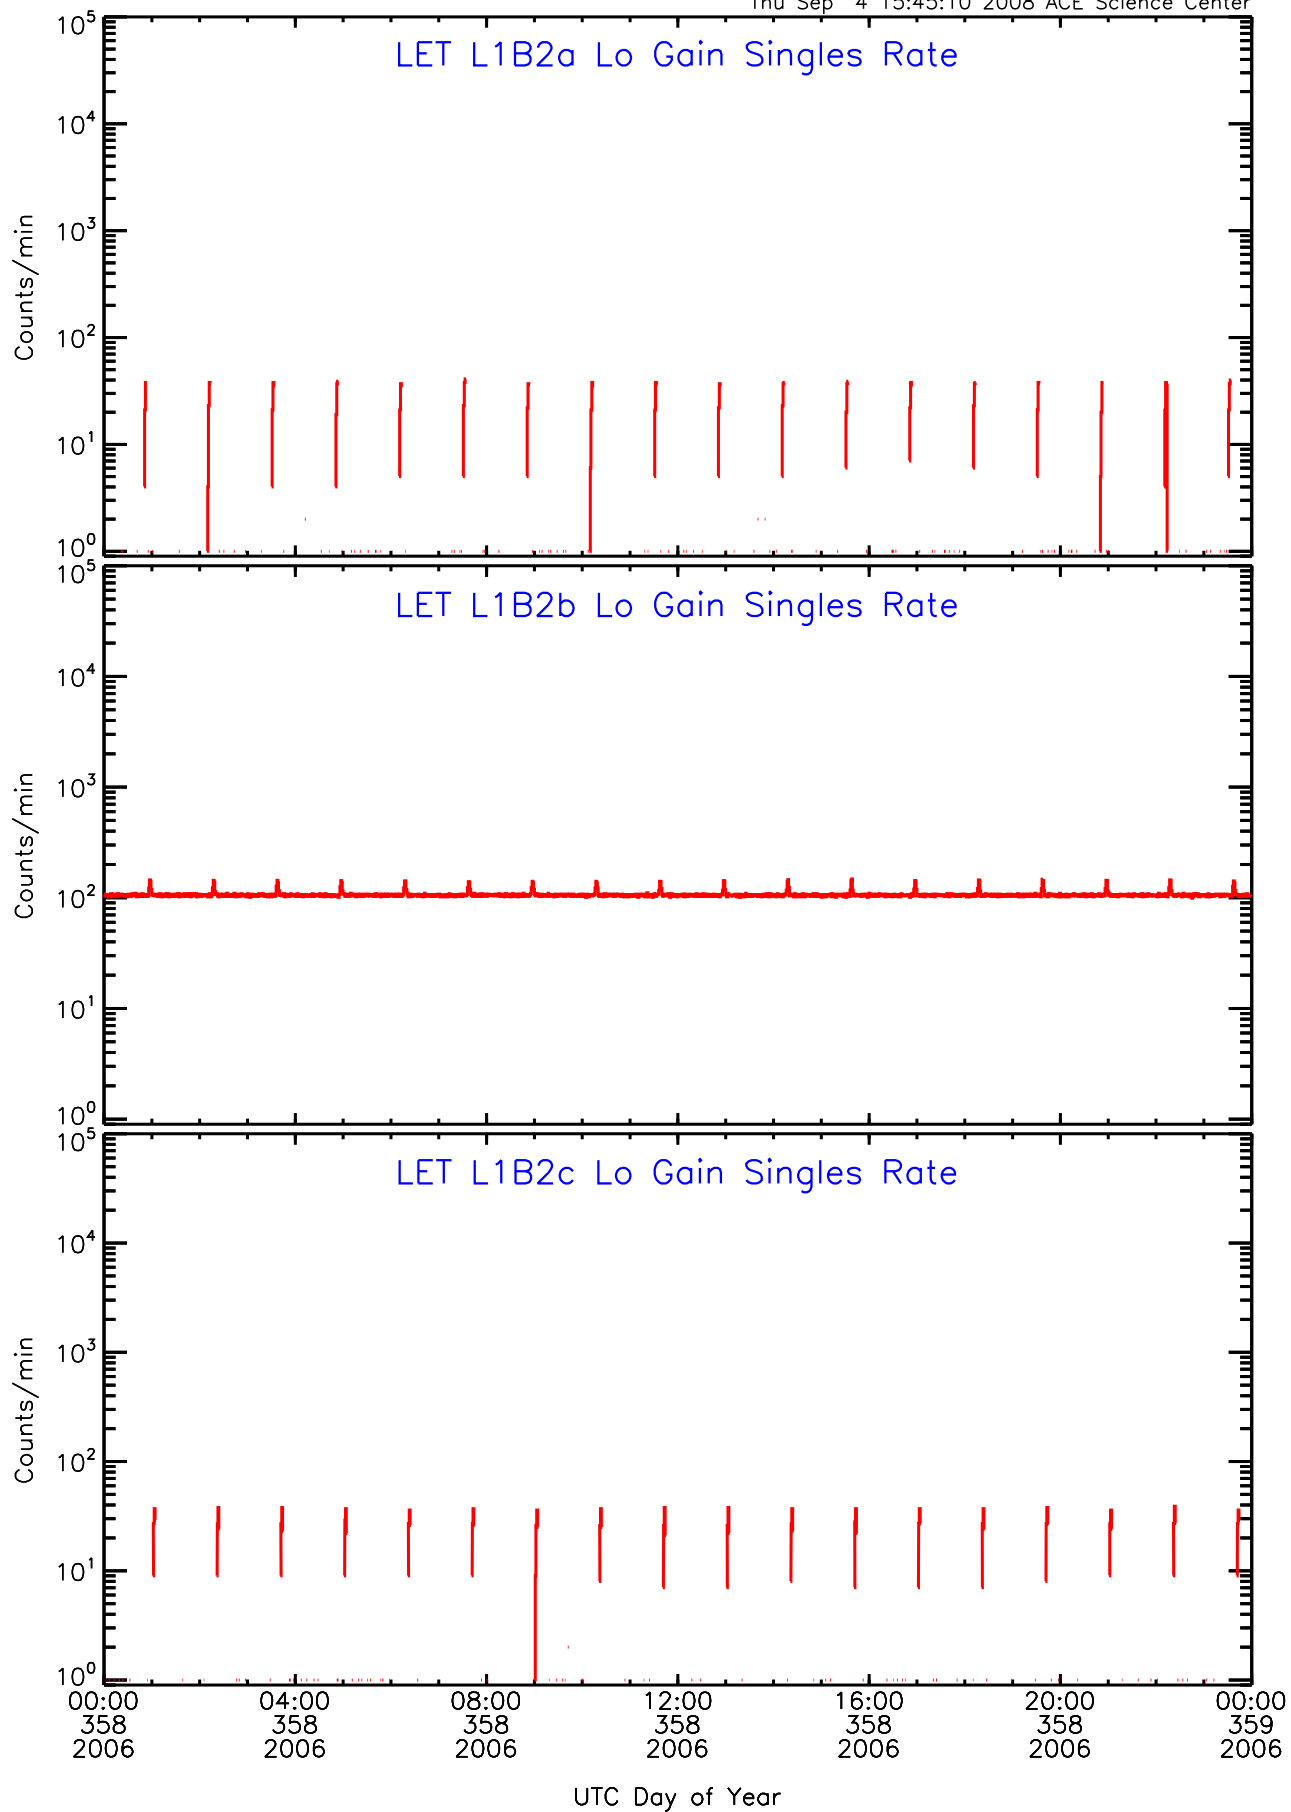 Thu Sep 4 15:45:10 2008 ACE Science Center
LET L1B2a Lo Gain Singles Rate
10^5
10^4
10^3
10^2
10^1
10^0
Counts/min
LET L1B2b Lo Gain Singles Rate
10^5
10^4
10^3
10^2
10^1
10^0
Counts/min
LET L1B2c Lo Gain Singles Rate
10^5
10^4
10^3
10^2
10^1
10^0
Counts/min
00:00 04:00 08:00 12:00 16:00 20:00 00:00
358 358 358 358 358 358 359
2006 2006 2006 2006 2006 2006 2006
UTC Day of Year